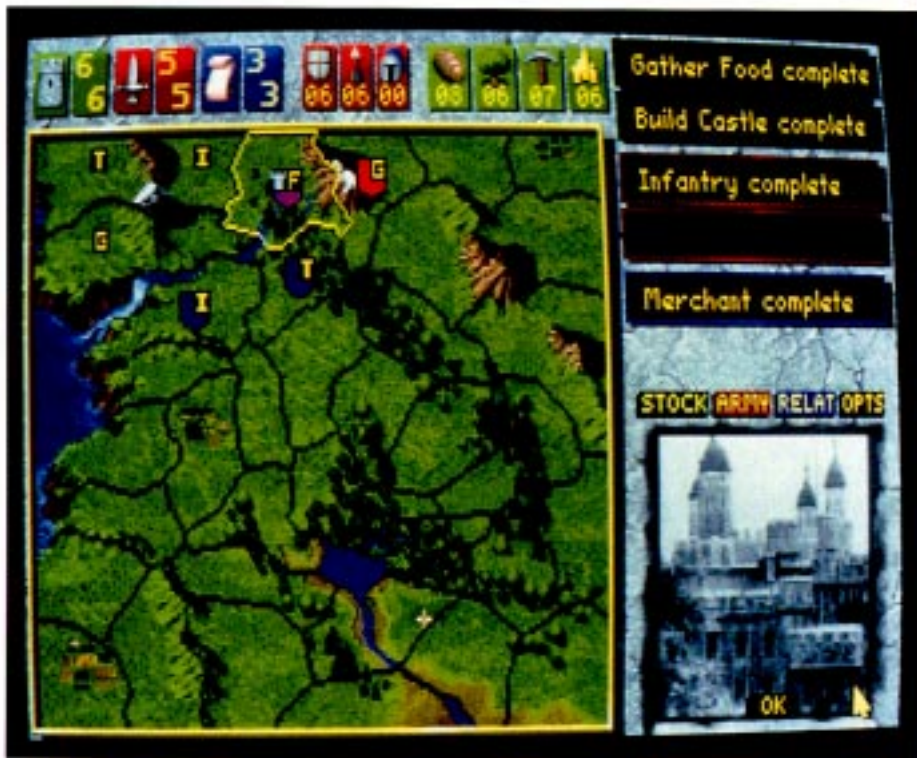 6 5 3
6 5 3
06 06 00 08 06 07 06
Gather Food complete
Build Castle complete
Infantry complete
Merchant complete
T I
F G
G
T
I
STOCK ARMY RELAT OPTS
OK